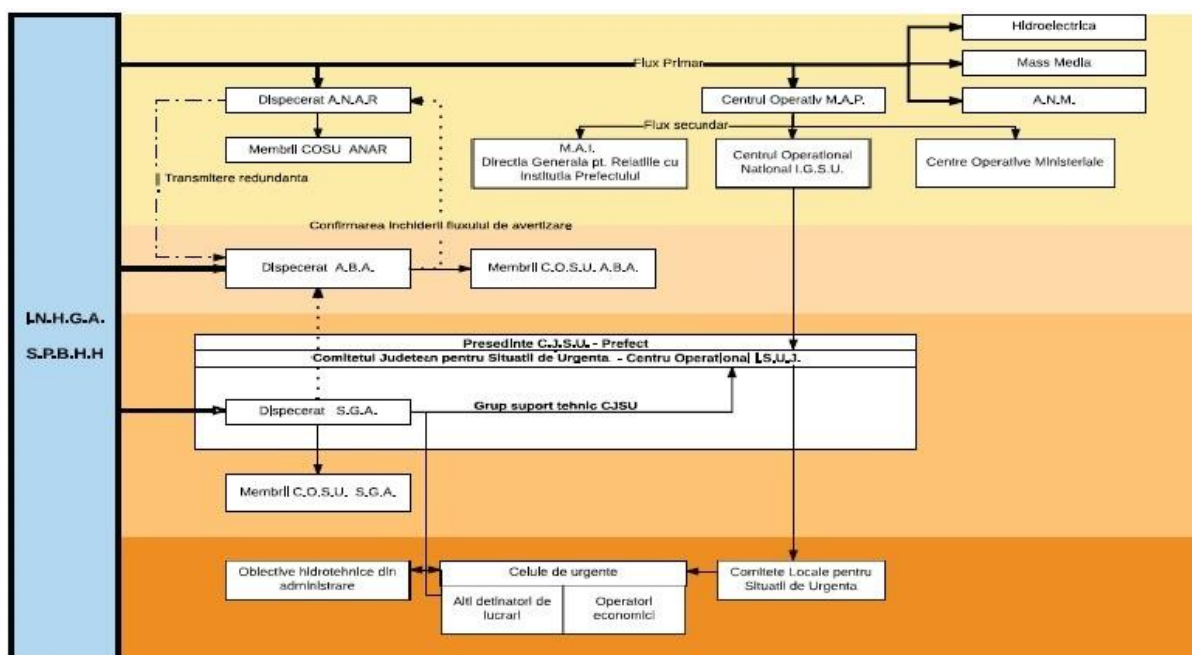 Hidroelectrica
Flux Primar
Mass Media
Dispecerat A.N.A.R
Centrul Operativ M.A.P.
A.N.M.
Flux secundar
Membrii COSU ANAR
M.A.I.
Directia Generala pt. Relatiile cu
Institutia Prefectului
Centrul Operational
National I.G.S.U.
Centre Operative Ministeriale
Transmitere redundanta
Confirmarea inchiderii fluxului de avertizare
Dispecerat A.B.A.
Membrii C.O.S.U. A.B.A.
I.N.H.G.A.
S.P.B.H.H
Presedinte C.J.S.U. - Prefect
Comitetul Judetean pentru Situatii de Urgenta - Centru Operational I.S.U.J.
Dispecerat S.G.A.
Grup suport tehnic CJSU
Membrii C.O.S.U. S.G.A.
Obiective hidrotehnice din
administrare
Celule de urgente
Alti detinatori de
lucrari
Operatori
economici
Comitete Locale pentru
Situatii de Urgenta